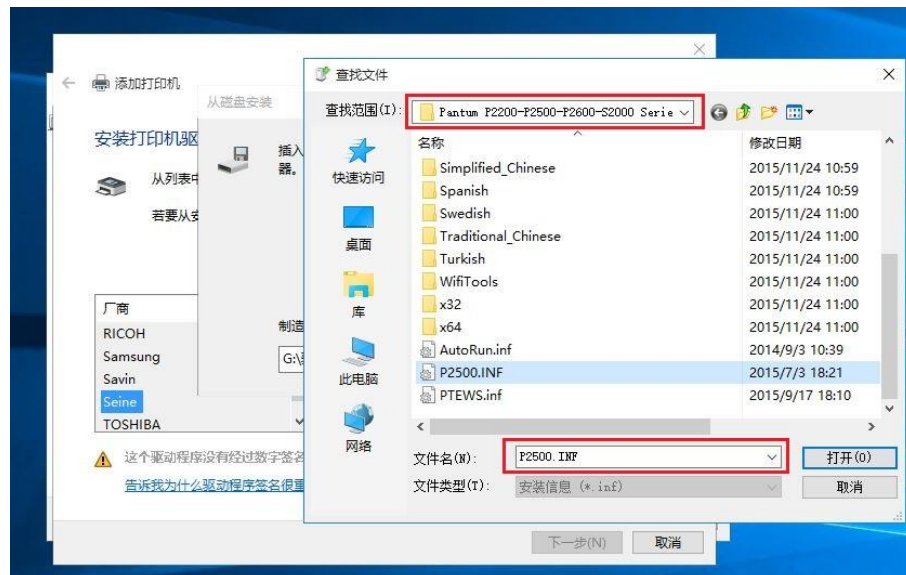 添加打印机
安装打印机驱
从列表中
若要从安
厂商
RICOH
Samsung
Savin
Seine
TOSHIBA
这个驱动程序没有经过数字签名
告诉我为什么驱动程序签名很重
下一步(N)
取消
从磁盘安装
插入
器。
制造
G:\
查找文件
查找范围(I):
Pantum P2200-P2500-P2600-S2000 Serie
快速访问
桌面
库
此电脑
网络
名称 修改日期
Simplified_Chinese 2015/11/24 10:59
Spanish 2015/11/24 10:59
Swedish 2015/11/24 11:00
Traditional_Chinese 2015/11/24 11:00
Turkish 2015/11/24 11:00
WifiTools 2015/11/24 11:00
x32 2015/11/24 11:00
x64 2015/11/24 11:00
AutoRun.inf 2014/9/3 10:39
P2500.INF 2015/7/3 18:21
PTEWS.inf 2015/9/17 18:10
文件名(N): P2500.INF 打开(O)
文件类型(T): 安装信息 (*.inf) 取消